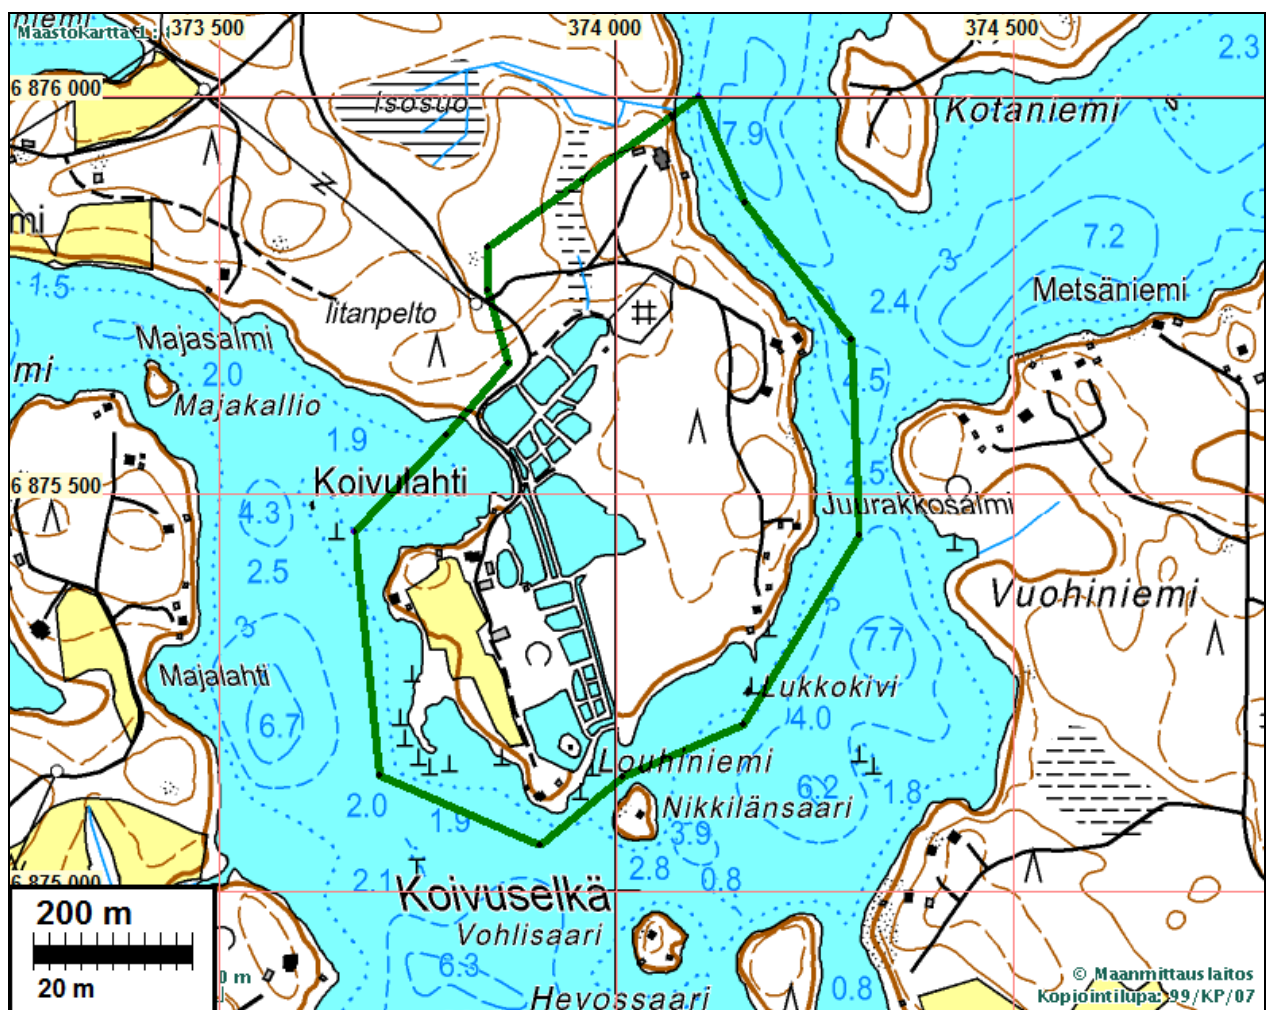 niemi
Maastokartta 1 :
373 500
374 000
374 500
2.3
6 876 000
Isosuo
7.9
Kotaniemi
mi
7.2
3
1.5
Metsäniemi
2.4
Iitanpelto
Majasalmi
mi
2.0
4.5
Majakallio
1.9
2.5
6 875 500
Koivulahti
4.3
Juurakkosalmi
2.5
Vuohiniemi
3
7.7
Majalahti
Lukkokivi
6.7
4.0
Louhiniemi
6.2
1.8
2.0
1.9
Nikkilänsaari
3.9
2.8
0.8
2.1
6 875 000
Koivuselkä
200 m
Vohlisaari
6.3
0 m
20 m
0.8
Hevossaari
© Maanmittauslaitos
Kopiointilupa: 99/KP/07